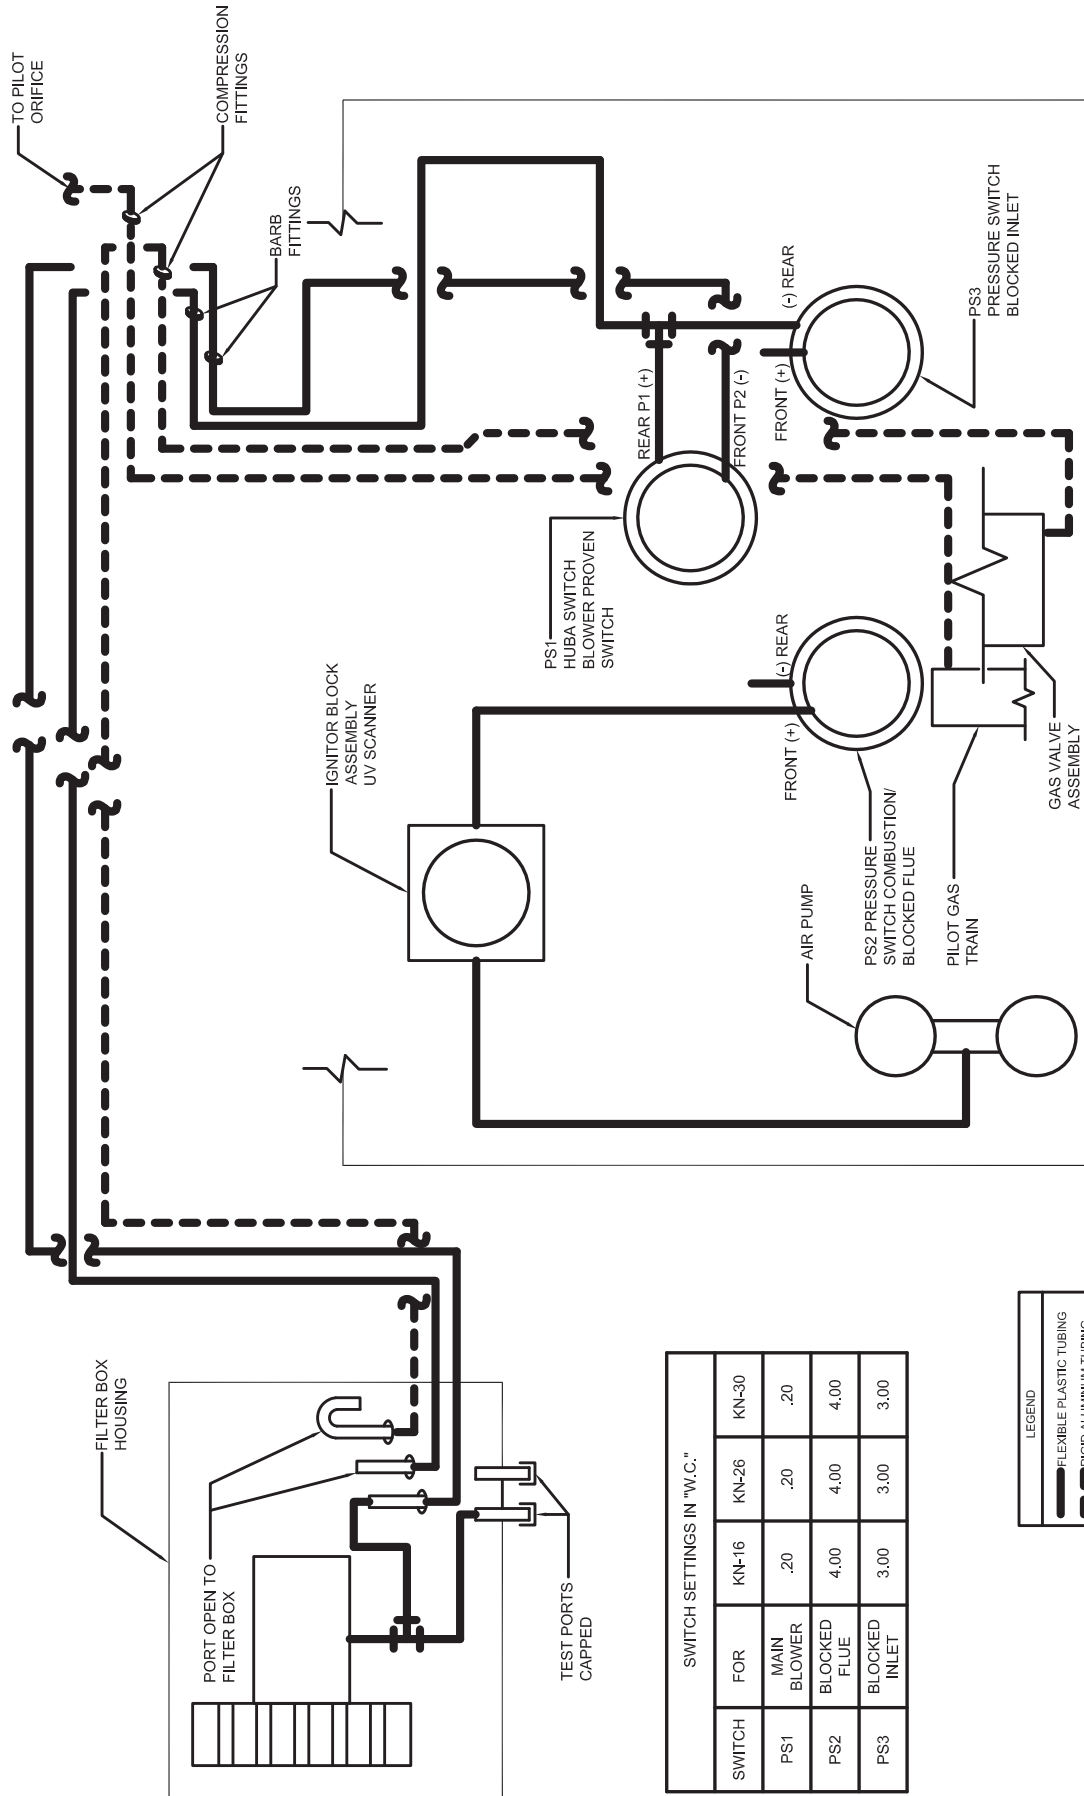 TO PILOT
ORIFICE
COMPRESSION
FITTINGS
BARB
FITTINGS
(-) REAR
PS3
PRESSURE SWITCH
BLOCKED INLET
FRONT (+)
REAR P1 (+)
FRONT P2 (-)
PS1
HUBA SWITCH
BLOWER PROVEN
SWITCH
(-) REAR
FRONT (+)
IGNITOR BLOCK
ASSEMBLY
UV SCANNER
GAS VALVE
ASSEMBLY
PS2 PRESSURE
SWITCH COMBUSTION/
BLOCKED FLUE
PILOT GAS
TRAIN
AIR PUMP
FILTER BOX
HOUSING
PORT OPEN TO
FILTER BOX
TEST PORTS
CAPPED
SWITCH SETTINGS IN "W.C."
SWITCH FOR KN-16 KN-26 KN-30
PS1 MAIN BLOWER .20 .20 .20
PS2 BLOCKED FLUE 4.00 4.00 4.00
PS3 BLOCKED INLET 3.00 3.00 3.00
LEGEND
FLEXIBLE PLASTIC TUBING
RIGID ALUMINUM TUBING